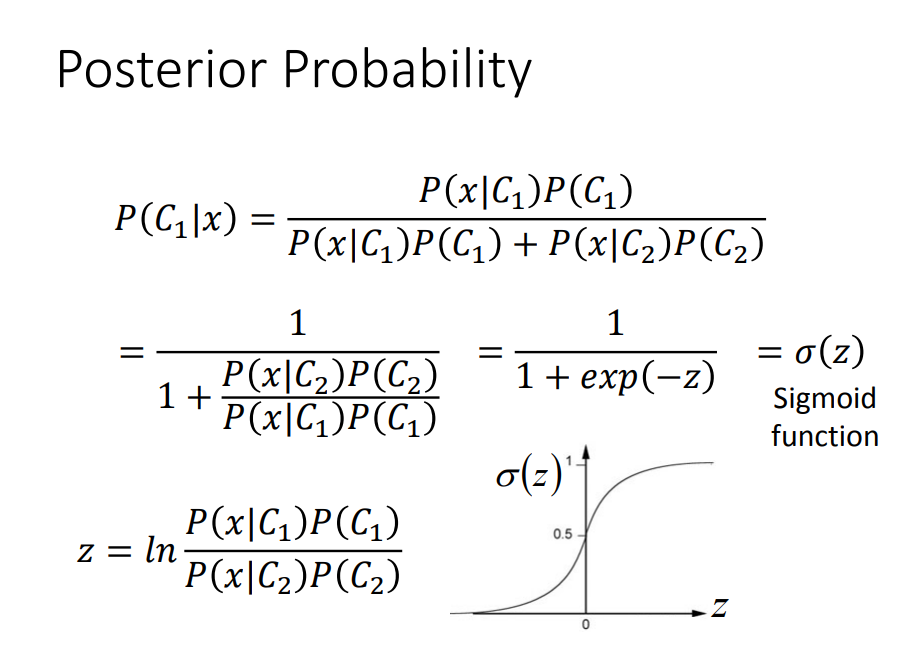 Posterior Probability
P(C₁|x) = P(x|C₁)P(C₁) / P(x|C₁)P(C₁) + P(x|C₂)P(C₂)
= 1 / 1 + P(x|C₂)P(C₂) / P(x|C₁)P(C₁) = 1 / 1 + exp(−z) = σ(z)
Sigmoid
function
z = ln P(x|C₁)P(C₁) / P(x|C₂)P(C₂)
σ(z)
1
0.5
0
z